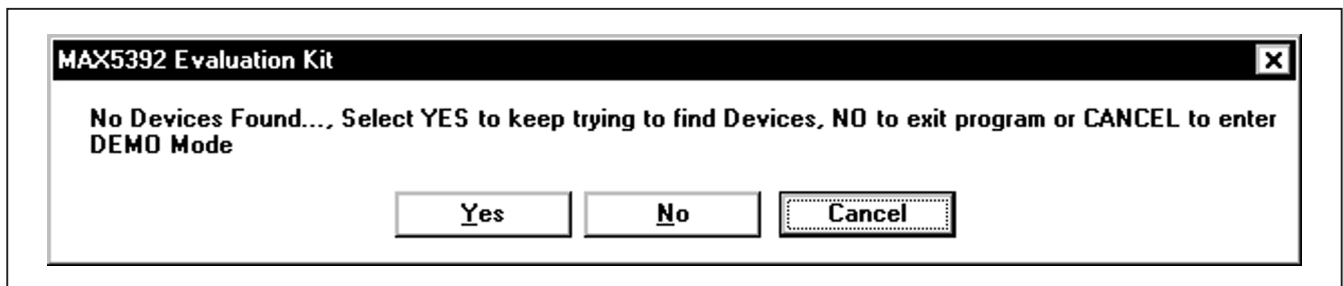 MAX5392 Evaluation Kit
No Devices Found..., Select YES to keep trying to find Devices, NO to exit program or CANCEL to enter
DEMO Mode
Yes No Cancel